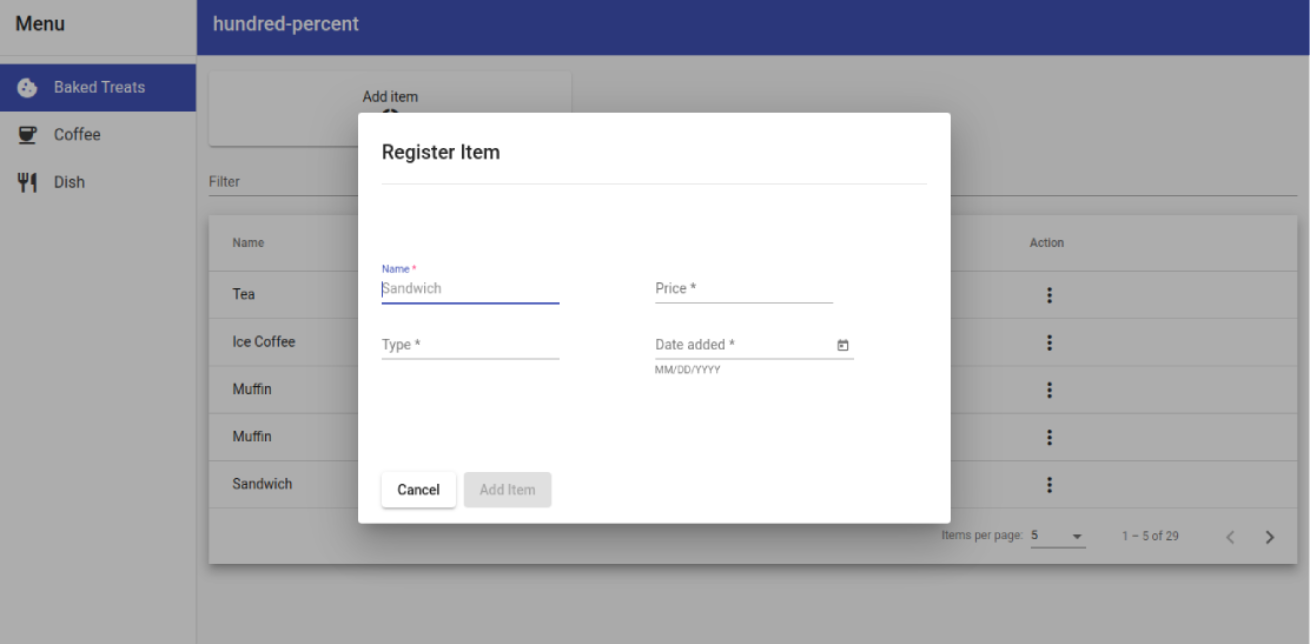 Menu
hundred-percent
Baked Treats
Coffee
Dish
Add item
Filter
Name
Action
Tea
Ice Coffee
Muffin
Muffin
Sandwich
Items per page: 5
1 – 5 of 29
Register Item
Name *
Sandwich
Price *
Type *
Date added *
MM/DD/YYYY
Cancel
Add Item